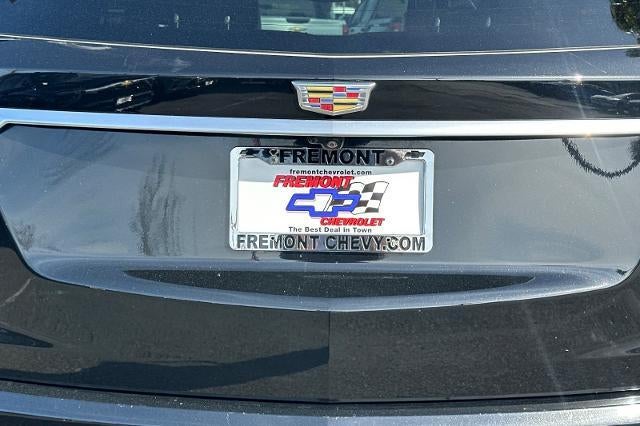 FREMONT
fremontchevrolet.com
FREMONT
CHEVROLET
The Best Deal in Town
FREMONT CHEVY.COM